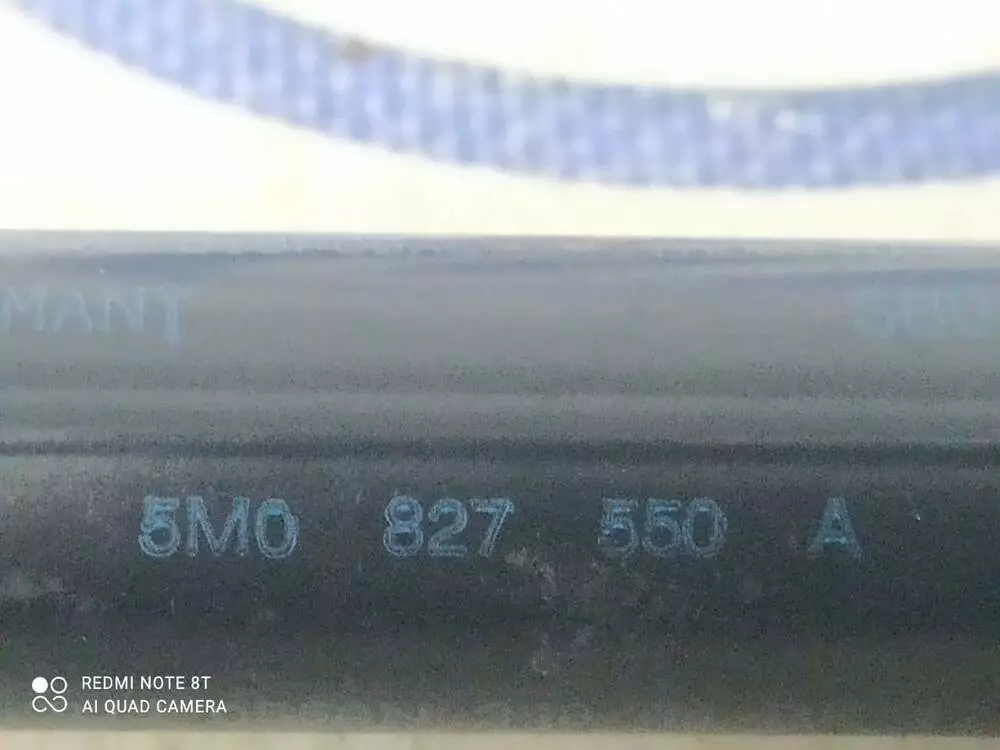 MANY
5M0 827 550 A
REDMI NOTE 8T
AI QUAD CAMERA